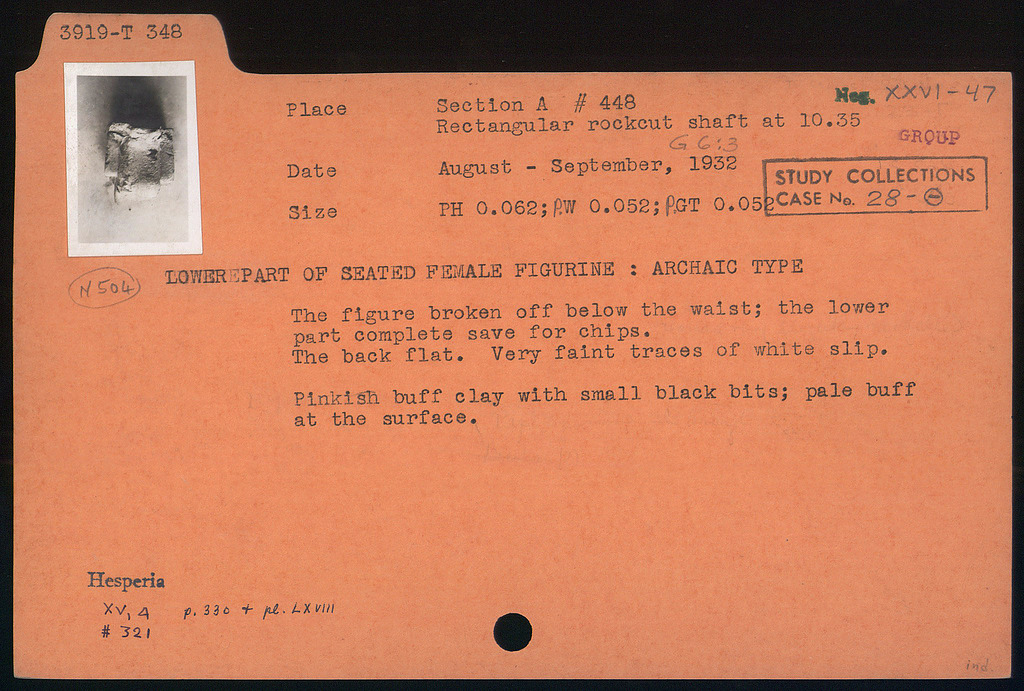 3919-T 348
Neg. XXVI-47
Place Section A # 448
Rectangular rockcut shaft at 10.35
GROUP
G 6:3
Date August - September, 1932
STUDY COLLECTIONS
CASE No. 28-⊖
Size PH 0.062; PW 0.052; PGT 0.052
N 504
LOWER PART OF SEATED FEMALE FIGURINE : ARCHAIC TYPE
The figure broken off below the waist; the lower
part complete save for chips.
The back flat. Very faint traces of white slip.
Pinkish buff clay with small black bits; pale buff
at the surface.
Hesperia
XV, 4 p. 330 + pl. LXVIII
# 321
ind.